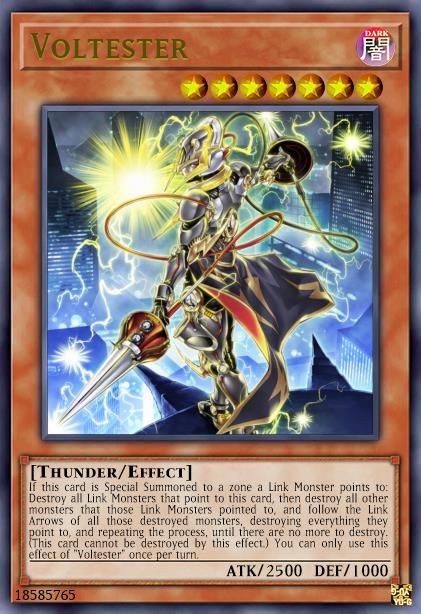 Voltester
DARK
闇
[Thunder/Effect]
If this card is Special Summoned to a zone a Link Monster points to:
Destroy all Link Monsters that point to this card, then destroy all other
monsters that those Link Monsters pointed to, and follow the Link
Arrows of all those destroyed monsters, destroying everything they
point to, and repeating the process, until there are no more to destroy.
(This card cannot be destroyed by this effect.) You can only use this
effect of "Voltester" once per turn.
ATK/2500 DEF/1000
18585765